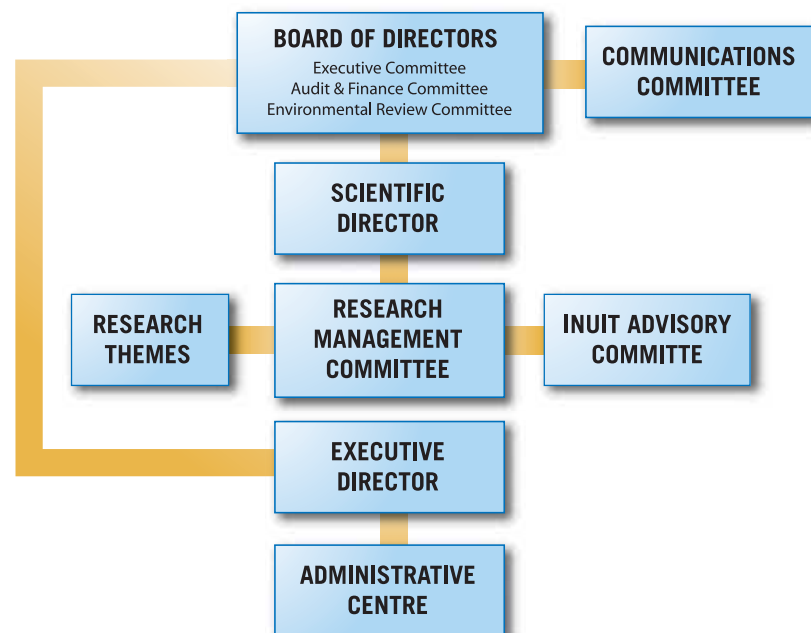 BOARD OF DIRECTORS
Executive Committee
Audit & Finance Committee
Environmental Review Committee
COMMUNICATIONS
COMMITTEE
SCIENTIFIC
DIRECTOR
RESEARCH
THEMES
RESEARCH
MANAGEMENT
COMMITTEE
INUIT ADVISORY
COMMITTE
EXECUTIVE
DIRECTOR
ADMINISTRATIVE
CENTRE